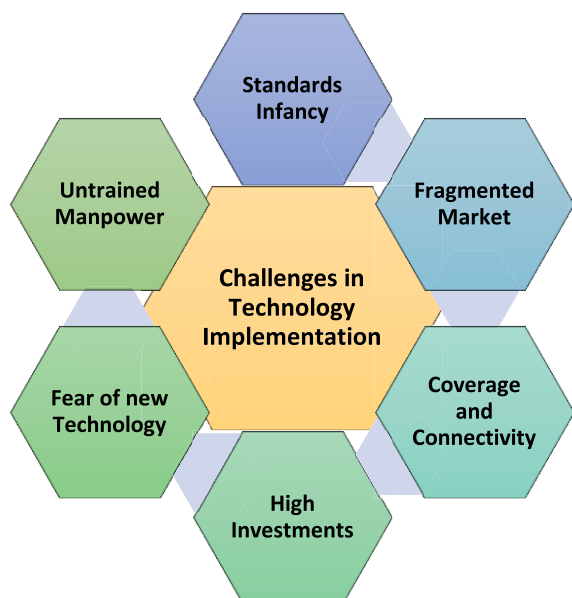 Standards
Infancy
Fragmented
Market
Coverage
and
Connectivity
High
Investments
Fear of new
Technology
Untrained
Manpower
Challenges in
Technology
Implementation